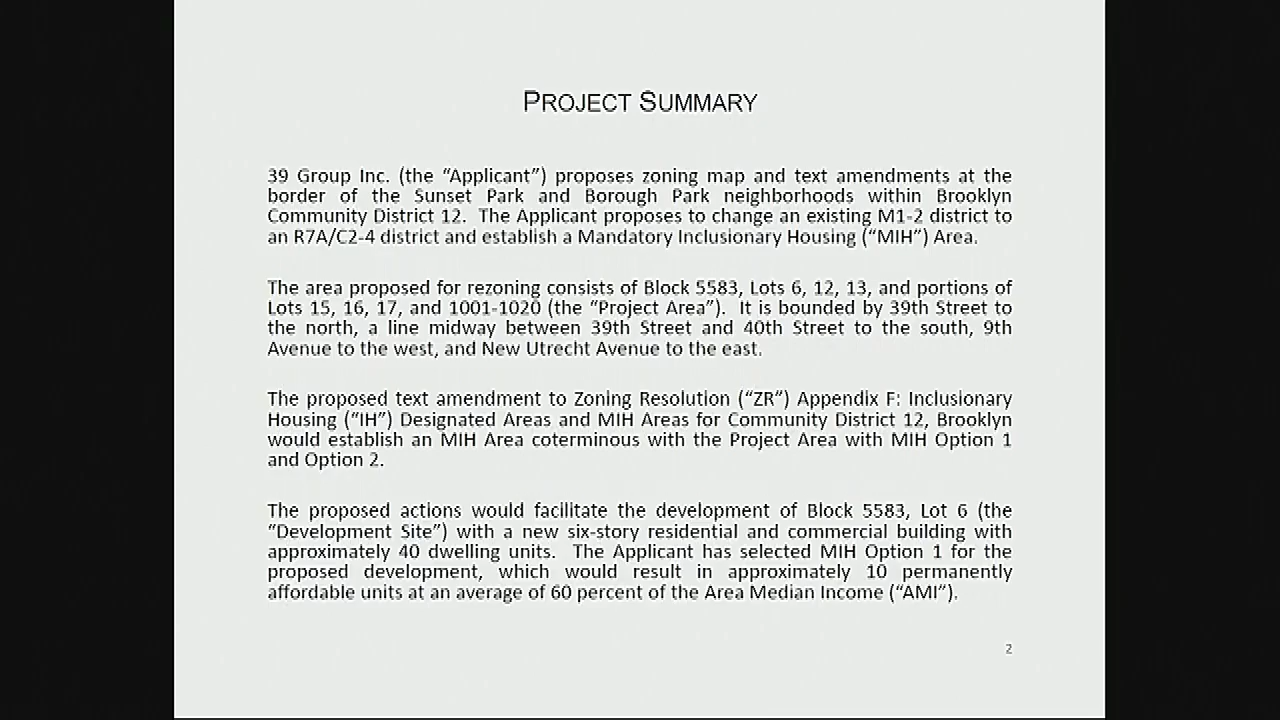 PROJECT SUMMARY
39 Group Inc. (the “Applicant”) proposes zoning map and text amendments at the
border of the Sunset Park and Borough Park neighborhoods within Brooklyn
Community District 12. The Applicant proposes to change an existing M1-2 district to
an R7A/C2-4 district and establish a Mandatory Inclusionary Housing (“MIH”) Area.
The area proposed for rezoning consists of Block 5583, Lots 6, 12, 13, and portions of
Lots 15, 16, 17, and 1001-1020 (the “Project Area”). It is bounded by 39th Street to
the north, a line midway between 39th Street and 40th Street to the south, 9th
Avenue to the west, and New Utrecht Avenue to the east.
The proposed text amendment to Zoning Resolution (“ZR”) Appendix F: Inclusionary
Housing (“IH”) Designated Areas and MIH Areas for Community District 12, Brooklyn
would establish an MIH Area coterminous with the Project Area with MIH Option 1
and Option 2.
The proposed actions would facilitate the development of Block 5583, Lot 6 (the
“Development Site”) with a new six-story residential and commercial building with
approximately 40 dwelling units. The Applicant has selected MIH Option 1 for the
proposed development, which would result in approximately 10 permanently
affordable units at an average of 60 percent of the Area Median Income (“AMI”).
2